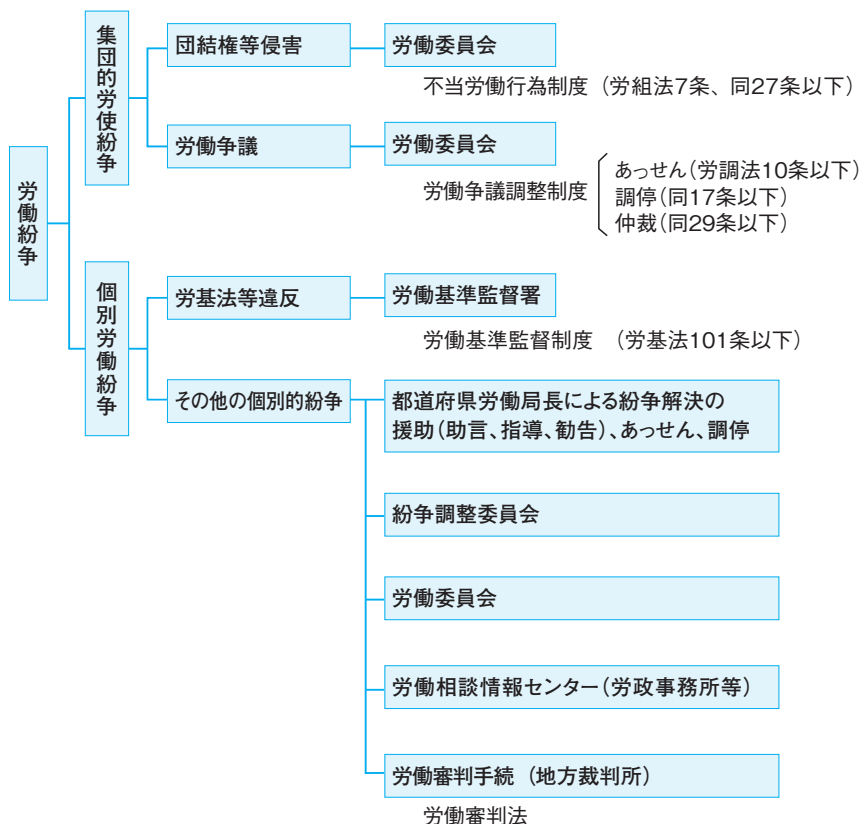 労働紛争
集団的労使紛争
団結権等侵害
労働委員会
不当労働行為制度（労組法7条、同27条以下）
労働争議
労働委員会
労働争議調整制度
あっせん（労調法10条以下）
調停（同17条以下）
仲裁（同29条以下）
個別労働紛争
労基法等違反
労働基準監督署
労働基準監督制度 （労基法101条以下）
その他の個別的紛争
都道府県労働局長による紛争解決の
援助（助言、指導、勧告）、あっせん、調停
紛争調整委員会
労働委員会
労働相談情報センター（労政事務所等）
労働審判手続（地方裁判所）
労働審判法